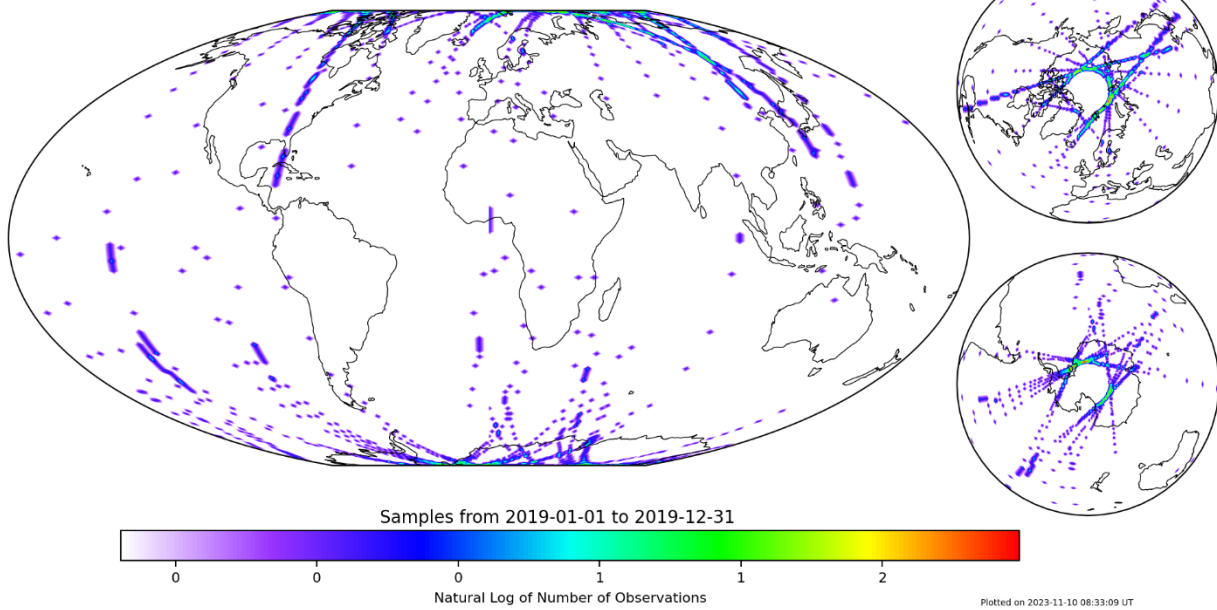 Samples from 2019-01-01 to 2019-12-31
0 0 0 1 1 2
Natural Log of Number of Observations
Plotted on 2023-11-10 08:33:09 UT